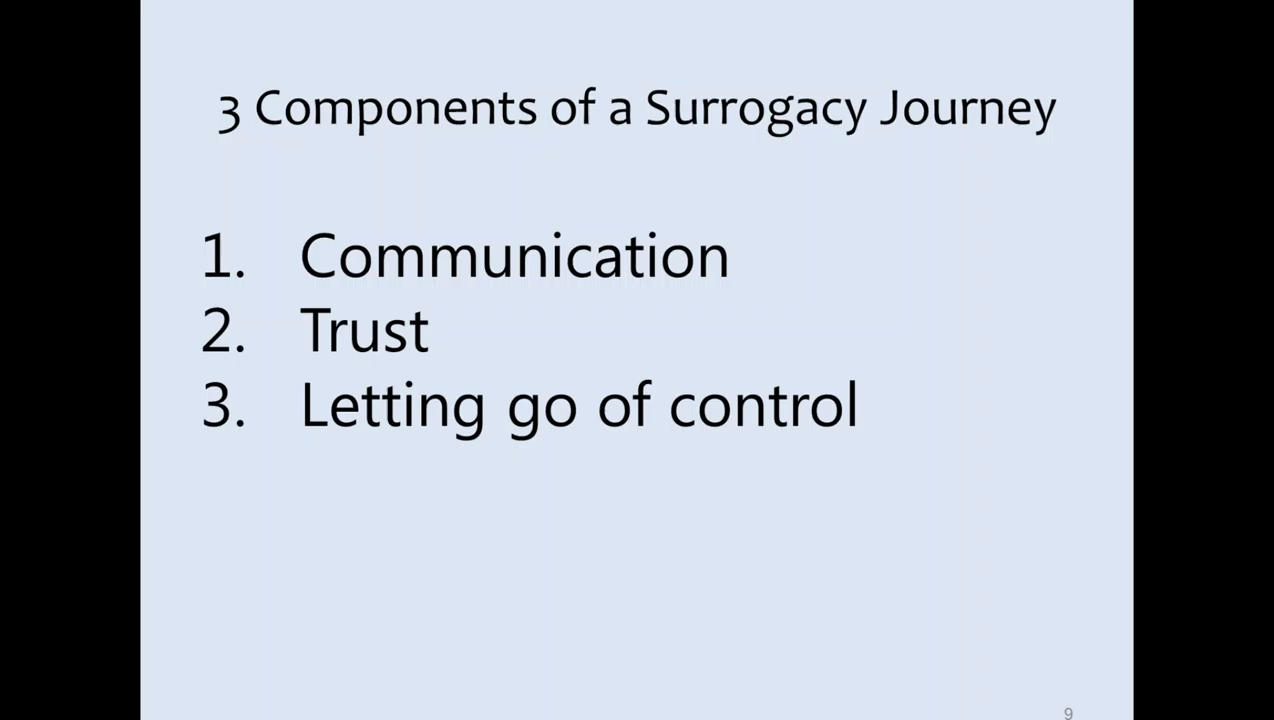 3 Components of a Surrogacy Journey
1. Communication
2. Trust
3. Letting go of control
9